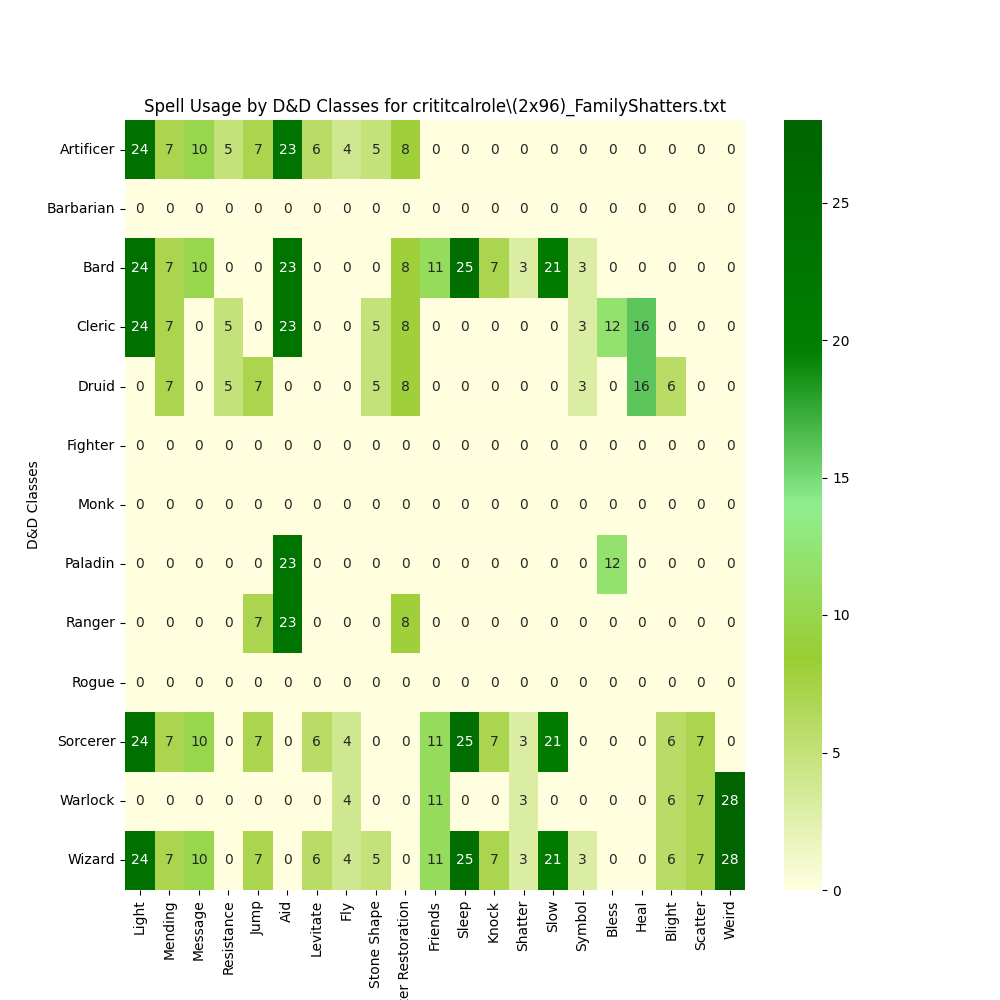 Spell Usage by D&D Classes for crititcalrole\(2x96)_FamilyShatters.txt
D&D Classes
Artificer 24 7 10 5 7 23 6 4 5 8 0 0 0 0 0 0 0 0 0 0 0
Barbarian 0 0 0 0 0 0 0 0 0 0 0 0 0 0 0 0 0 0 0 0 0
Bard 24 7 10 0 0 23 0 0 0 8 11 25 7 3 21 3 0 0 0 0 0
Cleric 24 7 0 5 0 23 0 0 5 8 0 0 0 0 0 3 12 16 0 0 0
Druid 0 7 0 5 7 0 0 0 5 8 0 0 0 0 0 3 0 16 6 0 0
Fighter 0 0 0 0 0 0 0 0 0 0 0 0 0 0 0 0 0 0 0 0 0
Monk 0 0 0 0 0 0 0 0 0 0 0 0 0 0 0 0 0 0 0 0 0
Paladin 0 0 0 0 0 23 0 0 0 0 0 0 0 0 0 0 12 0 0 0 0
Ranger 0 0 0 0 7 23 0 0 0 8 0 0 0 0 0 0 0 0 0 0 0
Rogue 0 0 0 0 0 0 0 0 0 0 0 0 0 0 0 0 0 0 0 0 0
Sorcerer 24 7 10 0 7 0 6 4 0 0 11 25 7 3 21 0 0 0 6 7 0
Warlock 0 0 0 0 0 0 0 4 0 0 11 0 0 3 0 0 0 0 6 7 28
Wizard 24 7 10 0 7 0 6 4 5 0 11 25 7 3 21 3 0 0 6 7 28
Light
Mending
Message
Resistance
Jump
Aid
Levitate
Fly
Stone Shape
er Restoration
Friends
Sleep
Knock
Shatter
Slow
Symbol
Bless
Heal
Blight
Scatter
Weird
25
20
15
10
5
0